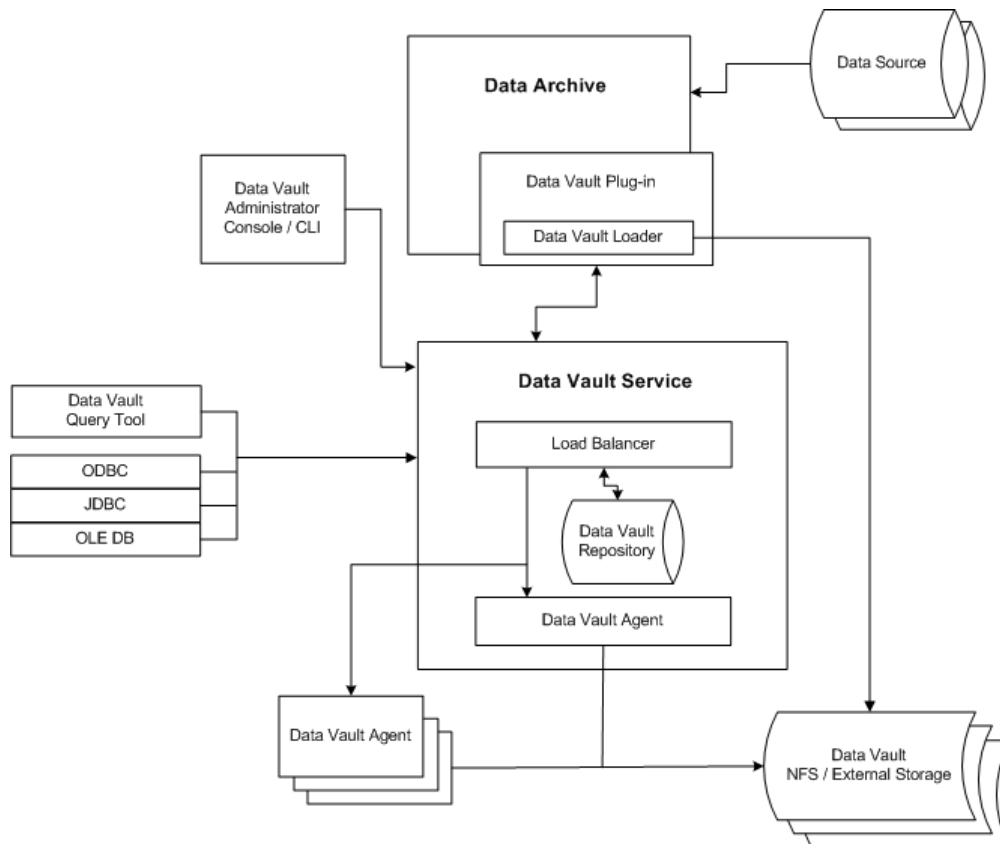 Data Archive
Data Source
Data Vault Plug-in
Data Vault Loader
Data Vault
Administrator
Console / CLI
Data Vault Service
Data Vault
Query Tool
Load Balancer
ODBC
JDBC
OLE DB
Data Vault
Repository
Data Vault Agent
Data Vault Agent
Data Vault
NFS / External Storage